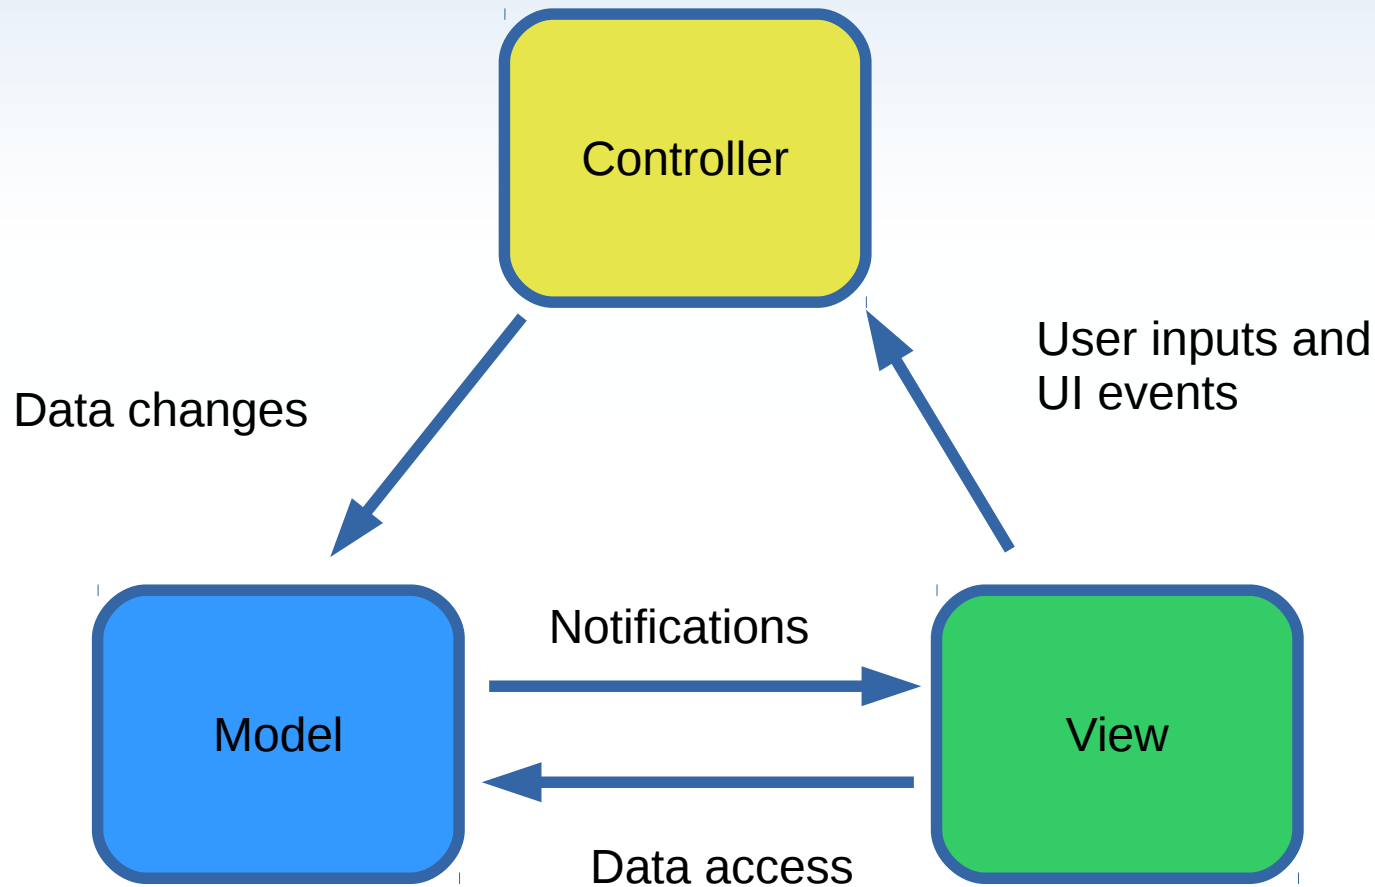 Controller
User inputs and
UI events
Data changes
Notifications
Model
View
Data access